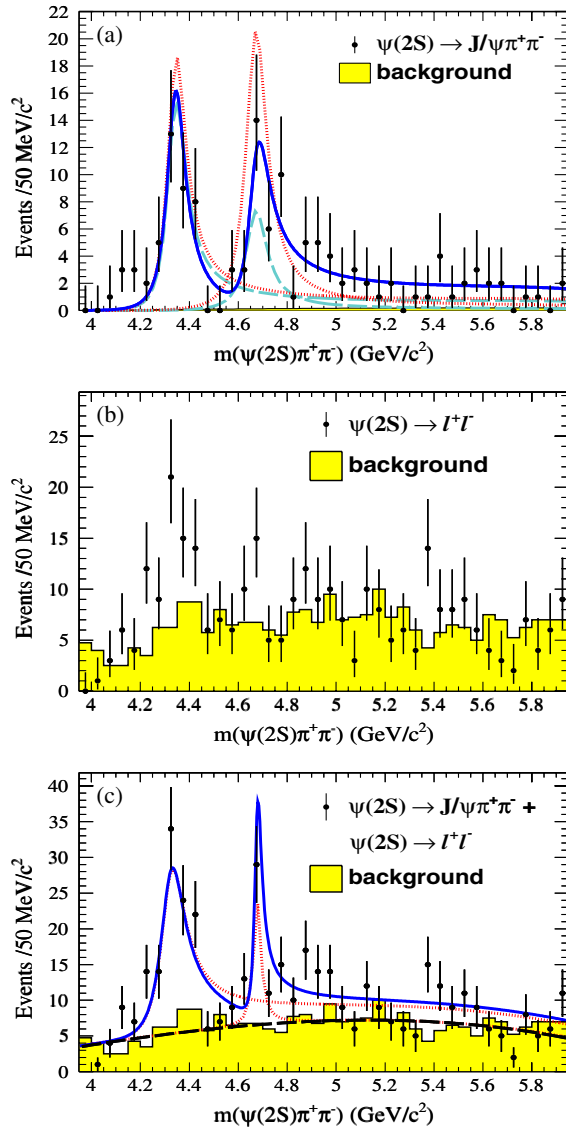 (a)
ψ(2S) → J/ψπ⁺π⁻
background
Events /50 MeV/c²
22
20
18
16
14
12
10
8
6
4
2
0
4 4.2 4.4 4.6 4.8 5 5.2 5.4 5.6 5.8
m(ψ(2S)π⁺π⁻) (GeV/c²)
(b)
ψ(2S) → l⁺l⁻
background
Events /50 MeV/c²
25
20
15
10
5
0
4 4.2 4.4 4.6 4.8 5 5.2 5.4 5.6 5.8
m(ψ(2S)π⁺π⁻) (GeV/c²)
(c)
ψ(2S) → J/ψπ⁺π⁻ +
ψ(2S) → l⁺l⁻
background
Events /50 MeV/c²
40
35
30
25
20
15
10
5
0
4 4.2 4.4 4.6 4.8 5 5.2 5.4 5.6 5.8
m(ψ(2S)π⁺π⁻) (GeV/c²)